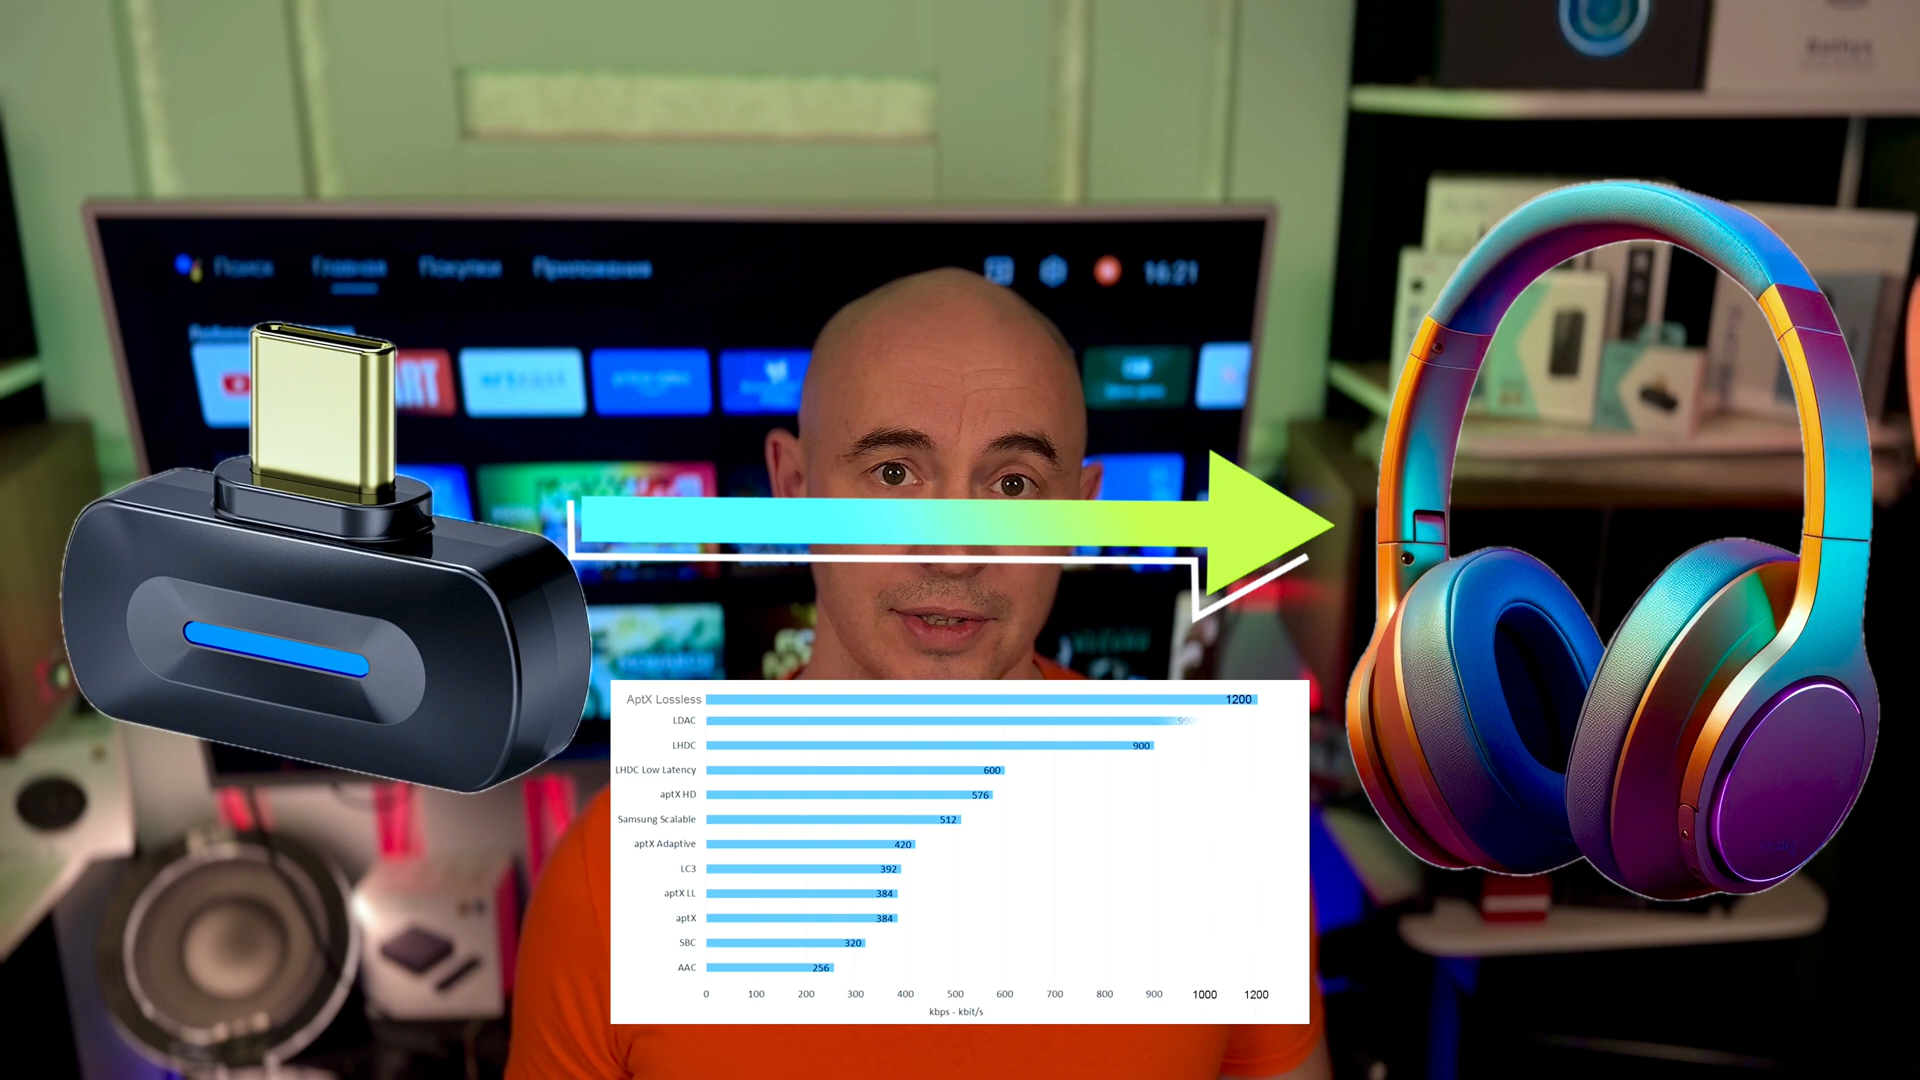 Поиск Главная Покупки Приложения 16:21
AptX Lossless 1200
LDAC 990
LHDC 900
LHDC Low Latency 600
aptX HD 576
Samsung Scalable 512
aptX Adaptive 420
LC3 392
aptX LL 384
aptX 384
SBC 320
AAC 256
0 100 200 300 400 500 600 700 800 900 1000 1200
kbps - kbit/s